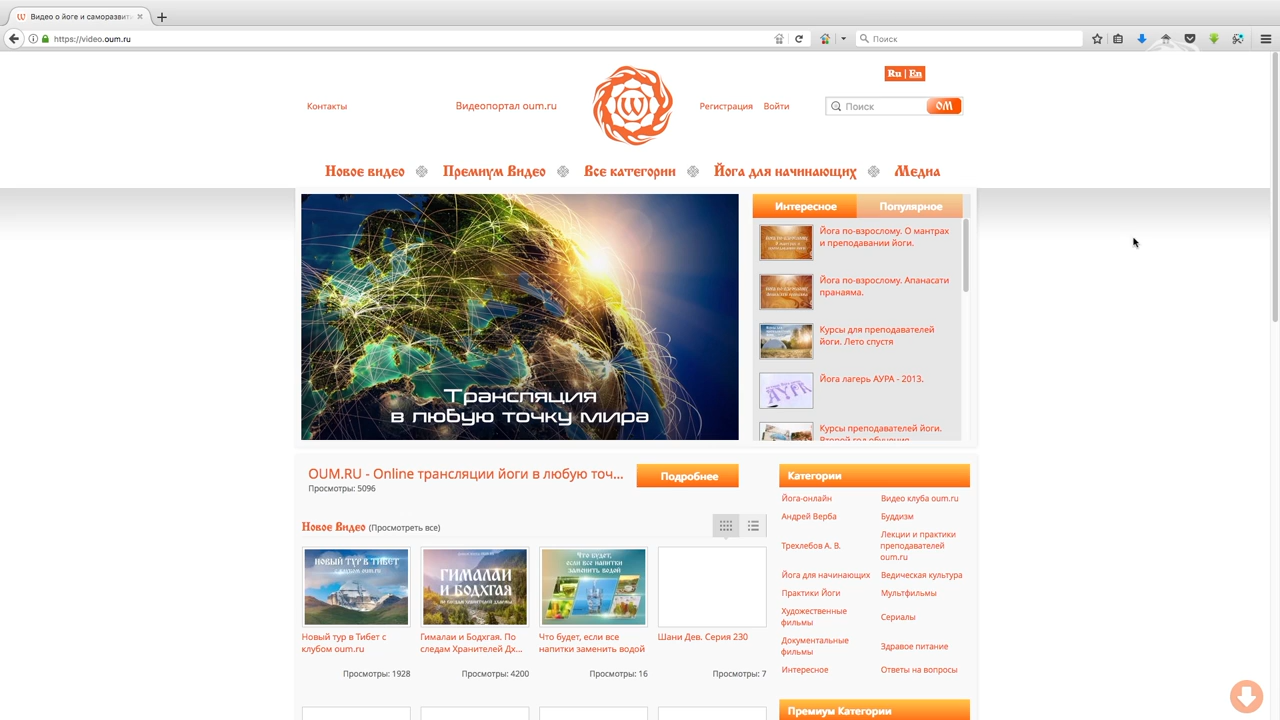 Видео о йоге и саморазвит
https://video.oum.ru
Поиск
Ru | En
Контакты
Видеопортал oum.ru
Регистрация
Войти
Поиск
ОМ
Новое видео
Премиум Видео
Все категории
Йога для начинающих
Медиа
Трансляция
в любую точку мира
Интересное
Популярное
Йога по-взрослому. О мантрах
и преподавании йоги.
Йога по-взрослому. Апанасати
пранаяма.
Курсы для преподавателей
йоги. Лето спустя
АУРА
Йога лагерь АУРА - 2013.
Курсы преподавателей йоги.
Второй год обучения
OUM.RU - Online трансляции йоги в любую точ...
Просмотры: 5096
Подробнее
Новое Видео (Просмотреть все)
НОВЫЙ ТУР В ТИБЕТ
с клубом oum.ru
Новый тур в Тибет с
клубом oum.ru
Просмотры: 1928
ГИМАЛАИ
И БОДХГАЯ
Гималаи и Бодхгая. По
следам Хранителей Дх...
Просмотры: 4200
Что будет,
если все напитки
заменить водой
Что будет, если все
напитки заменить водой
Просмотры: 16
Шани Дев. Серия 230
Просмотры: 7
Категории
Йога-онлайн
Видео клуба oum.ru
Андрей Верба
Буддизм
Трехлебов А. В.
Лекции и практики
преподавателей
oum.ru
Йога для начинающих
Ведическая культура
Практики Йоги
Мультфильмы
Художественные
фильмы
Сериалы
Документальные
фильмы
Здравое питание
Интересное
Ответы на вопросы
Премиум Категории